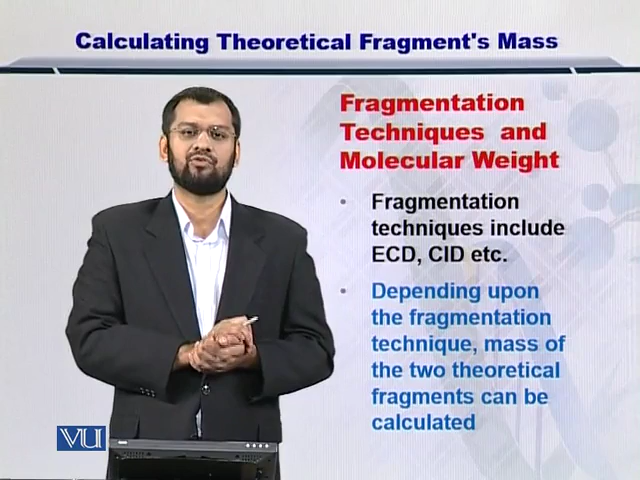 Calculating Theoretical Fragment's Mass
Fragmentation
Techniques and
Molecular Weight
• Fragmentation
techniques include
ECD, CID etc.
• Depending upon
the fragmentation
technique, mass of
the two theoretical
fragments can be
calculated
VU